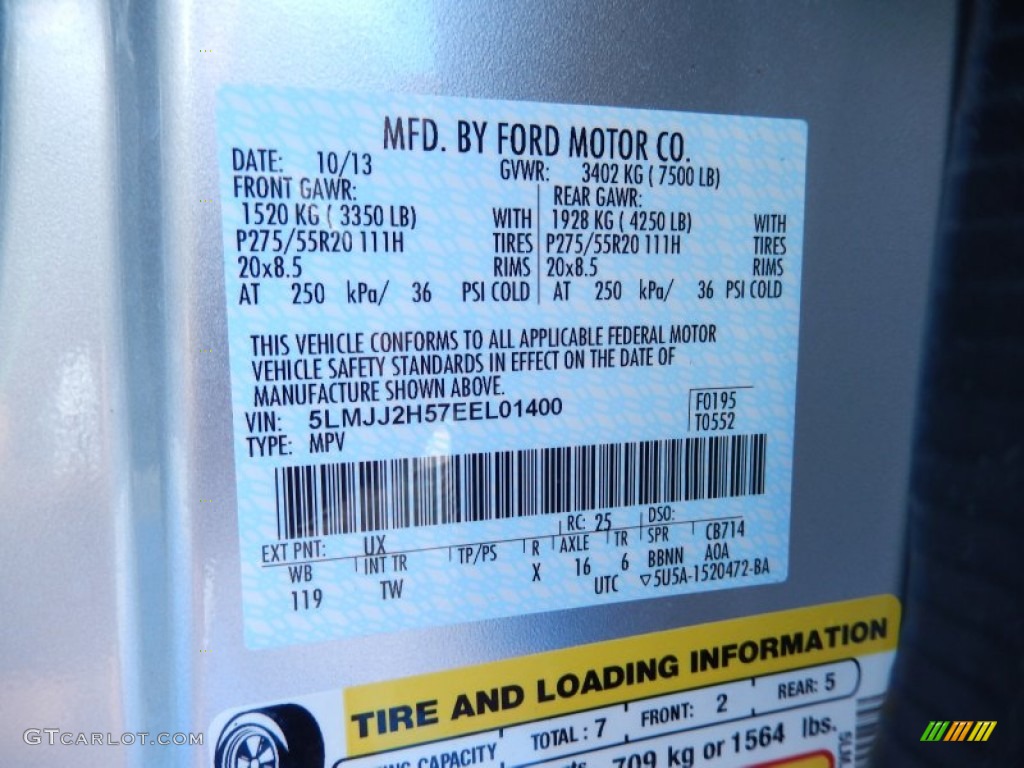 MFD. BY FORD MOTOR CO.
DATE: 10/13 GVWR: 3402 KG ( 7500 LB)
FRONT GAWR: REAR GAWR:
1520 KG ( 3350 LB) WITH 1928 KG ( 4250 LB) WITH
P275/55R20 111H TIRES P275/55R20 111H TIRES
20x8.5 RIMS 20x8.5 RIMS
AT 250 kPa/ 36 PSI COLD AT 250 kPa/ 36 PSI COLD
THIS VEHICLE CONFORMS TO ALL APPLICABLE FEDERAL MOTOR
VEHICLE SAFETY STANDARDS IN EFFECT ON THE DATE OF
MANUFACTURE SHOWN ABOVE.
VIN: 5LMJJ2H57EEL01400 F0195
TYPE: MPV T0552
EXT PNT: UX RC: 25 DSO:
WB INT TR TP/PS R AXLE TR SPR CB714
119 TW X 16 6 BBNN AOA
UTC ▽5U5A-1520472-BA
TIRE AND LOADING INFORMATION
CAPACITY TOTAL : 7 FRONT: 2 REAR: 5
709 kg or 1564 lbs.
5LM
GTCARLOT.COM